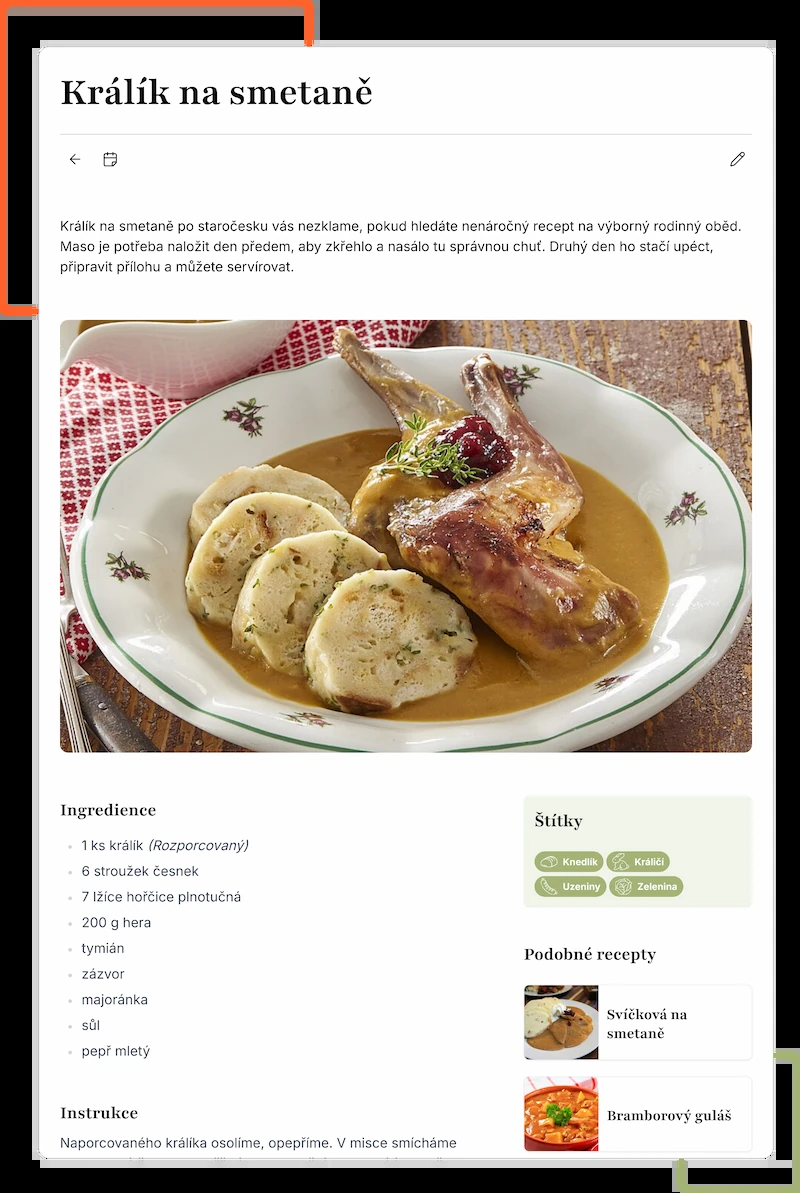 Králík na smetaně
Králík na smetaně po staročesku vás nezklame, pokud hledáte nenáročný recept na výborný rodinný oběd.
Maso je potřeba naložit den předem, aby zkřehlo a nasálo tu správnou chuť. Druhý den ho stačí upéct,
připravit přílohu a můžete servírovat.
Ingredience
1 ks králík (Rozporcovaný)
6 stroužek česnek
7 lžíce hořčice plnotučná
200 g hera
tymián
zázvor
majoránka
sůl
pepř mletý
Instrukce
Naporcovaného králíka osolíme, opepříme. V misce smícháme
Štítky
Knedlík
Králičí
Uzeniny
Zelenina
Podobné recepty
Svíčková na
smetaně
Bramborový guláš